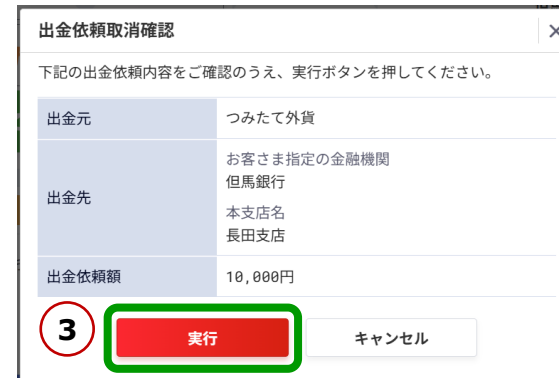 出金依頼取消確認
下記の出金依頼内容をご確認のうえ、実行ボタンを押してください。
出金元
つみたて外貨
出金先
お客さま指定の金融機関
但馬銀行
本支店名
長田支店
出金依頼額
10,000円
3
実行
キャンセル